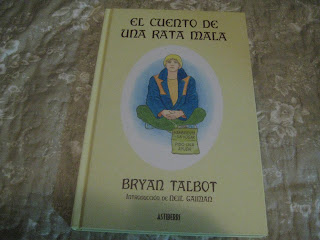 EL CUENTO DE
UNA RATA MALA
BRYAN TALBOT
INTRODUCCIÓN DE NEIL GAIMAN
ASTIBERRI